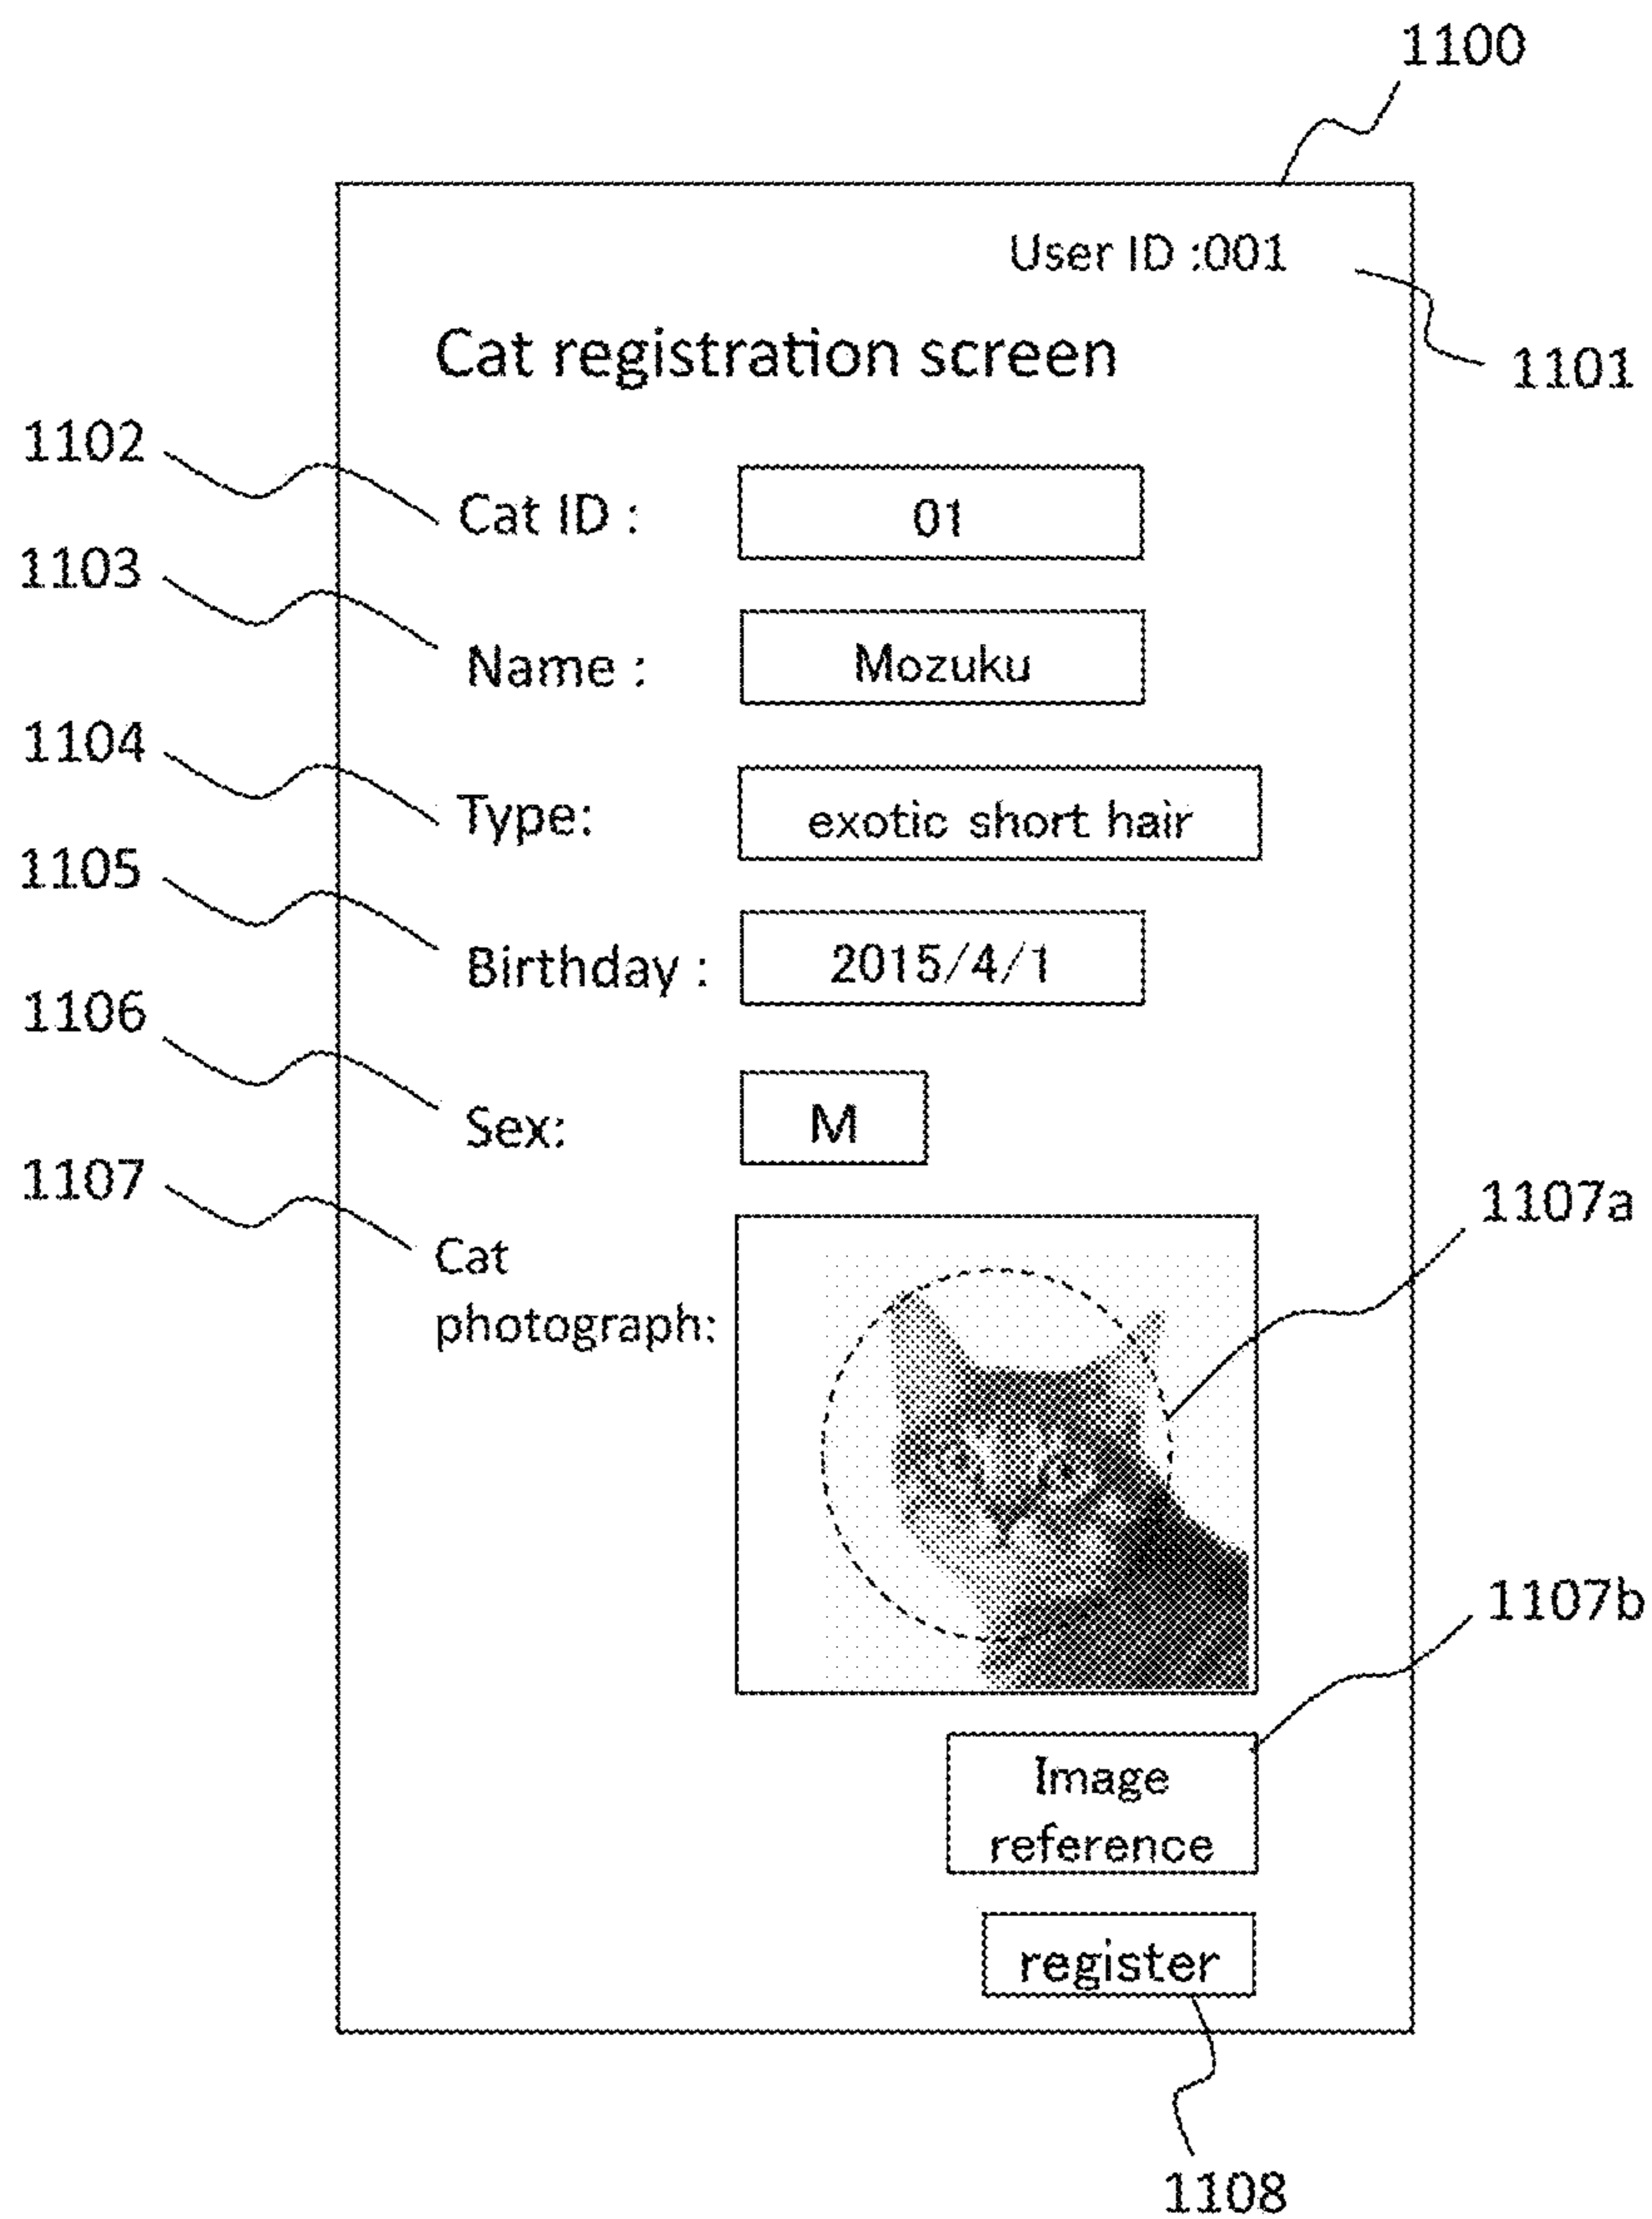 1100
User ID :001
1101
Cat registration screen
1102
Cat ID : 01
1103
Name : Mozuku
1104
Type: exotic short hair
1105
Birthday : 2015/4/1
1106
Sex: M
1107
Cat
photograph:
1107a
1107b
Image
reference
register
1108